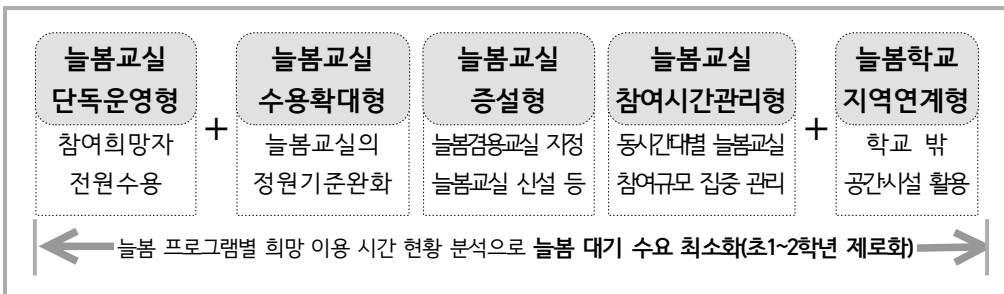 늘봄교실
단독운영형
참여희망자
전원수용
+
늘봄교실
수용확대형
늘봄교실의
정원기준완화
늘봄교실
증설형
늘봄겸용교실 지정
늘봄교실 신설 등
늘봄교실
참여시간관리형
동시간대별 늘봄교실
참여규모 집중 관리
+
늘봄학교
지역연계형
학교 밖
공간·시설 활용
늘봄 프로그램별 희망 이용 시간 현황 분석으로 늘봄 대기 수요 최소화(초1~2학년 제로화)